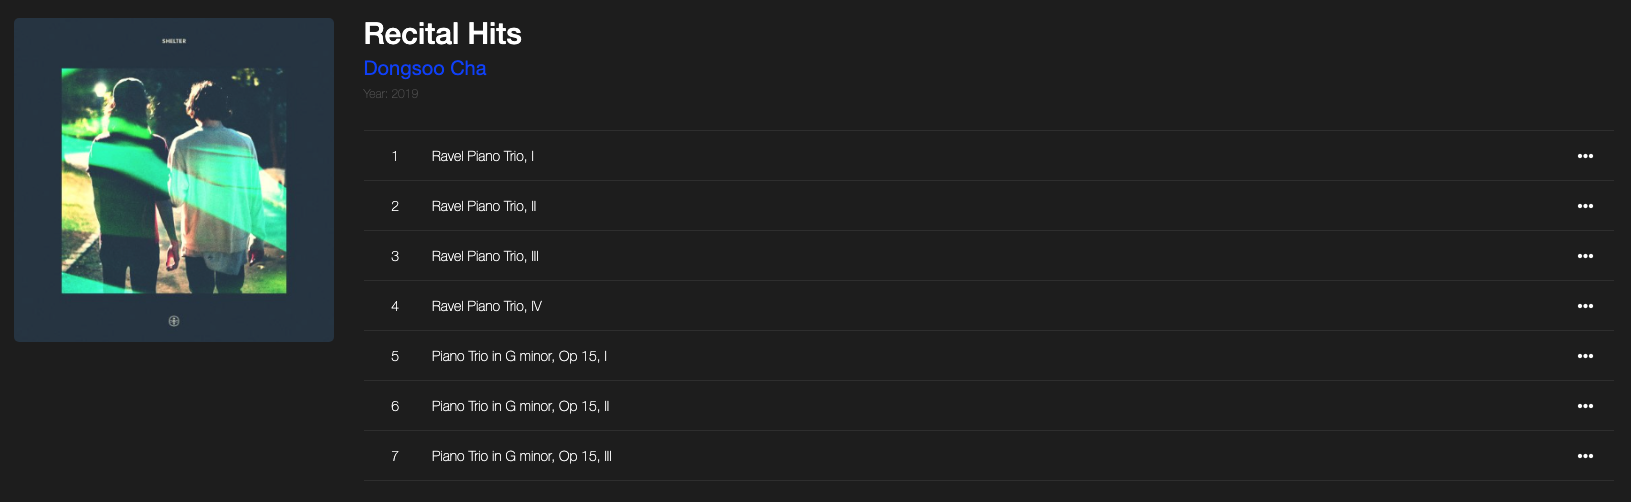 SHELTER
Recital Hits
Dongsoo Cha
Year: 2019
1 Ravel Piano Trio, I
2 Ravel Piano Trio, II
3 Ravel Piano Trio, III
4 Ravel Piano Trio, IV
5 Piano Trio in G minor, Op 15, I
6 Piano Trio in G minor, Op 15, II
7 Piano Trio in G minor, Op 15, III